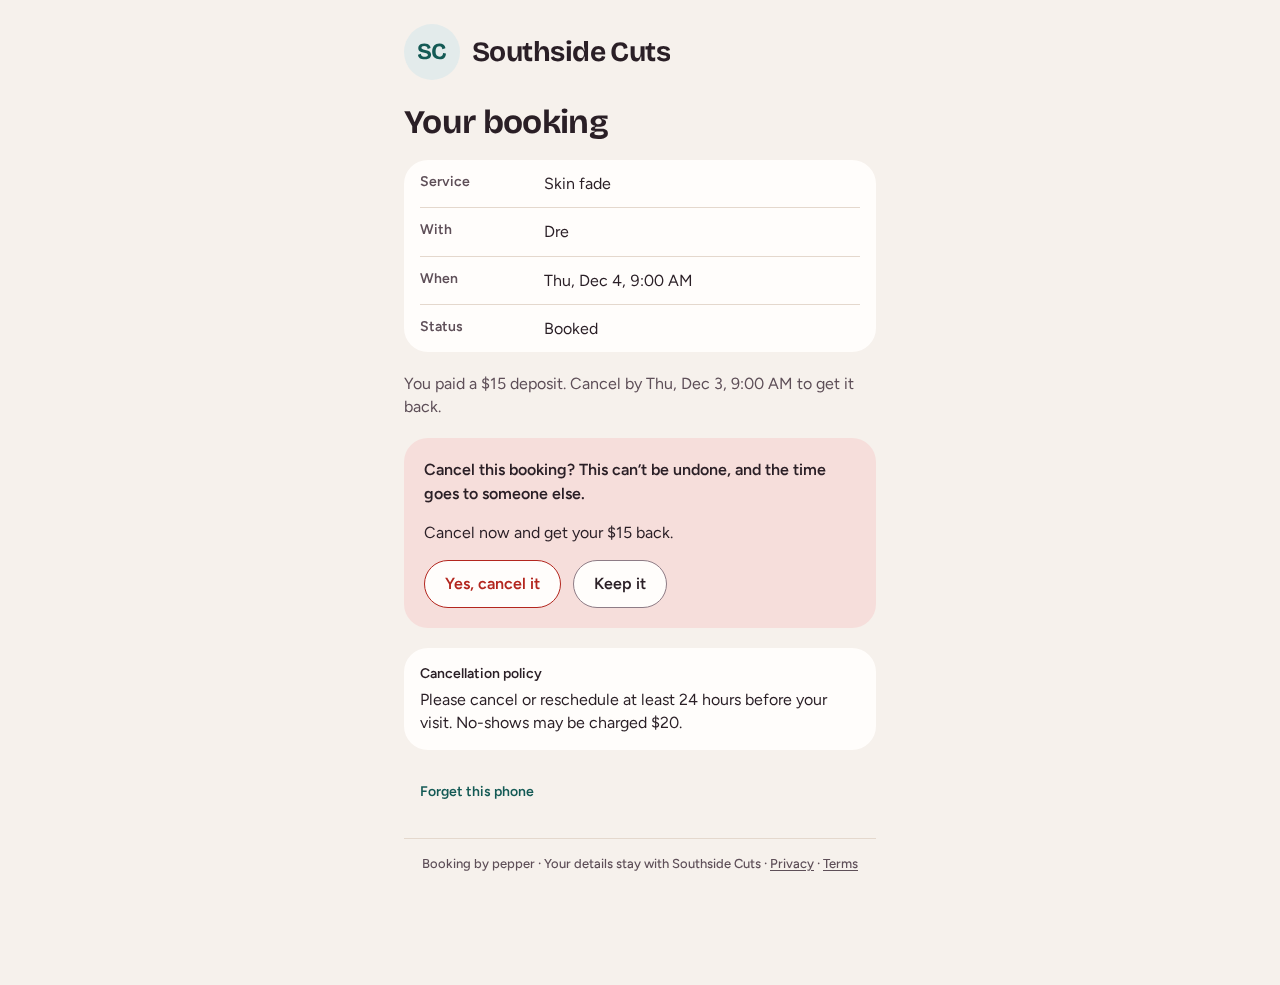 SC Southside Cuts
Your booking
Service Skin fade
With Dre
When Thu, Dec 4, 9:00 AM
Status Booked
You paid a $15 deposit. Cancel by Thu, Dec 3, 9:00 AM to get it
back.
Cancel this booking? This can’t be undone, and the time
goes to someone else.
Cancel now and get your $15 back.
Yes, cancel it Keep it
Cancellation policy
Please cancel or reschedule at least 24 hours before your
visit. No-shows may be charged $20.
Forget this phone
Booking by pepper · Your details stay with Southside Cuts · Privacy · Terms